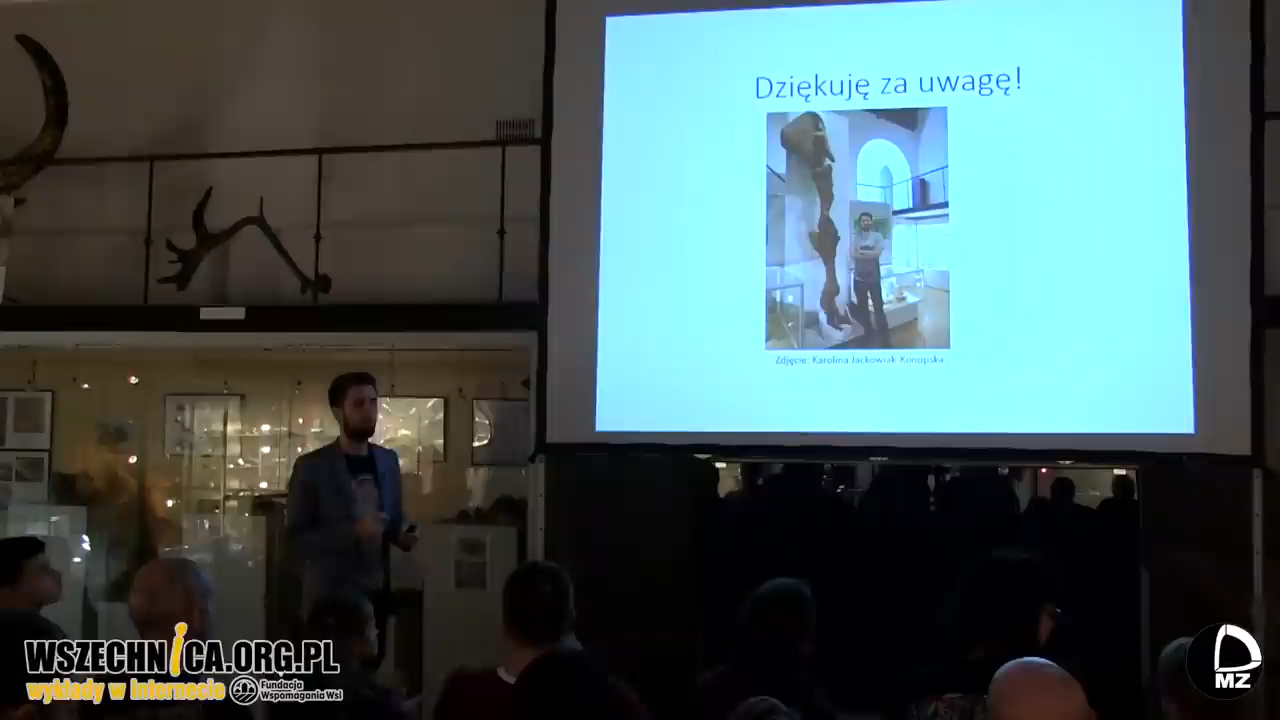 Dziękuję za uwagę!
Zdjęcie: Karolina Jackowiak-Konopska
WSZECHNICA.ORG.PL
wykłady w internecie
Fundacja
Wspomagania Wsi
MZ